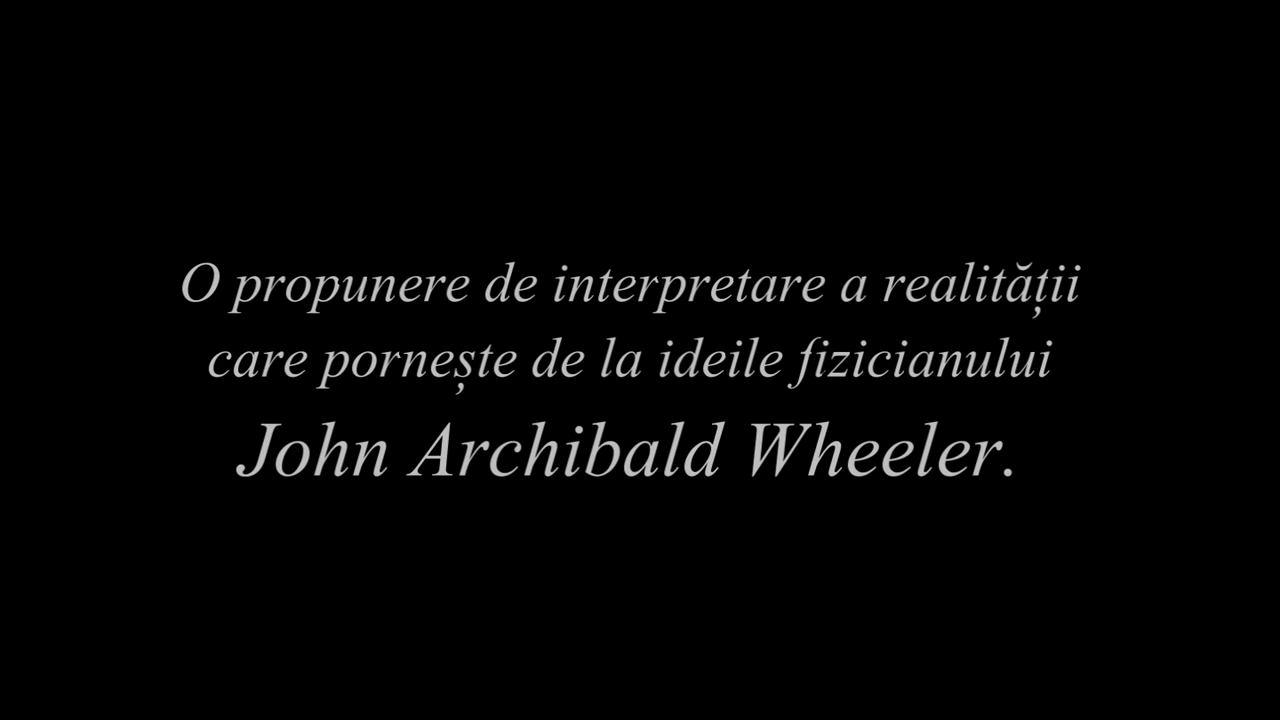 O propunere de interpretare a realității
care pornește de la ideile fizicianului
John Archibald Wheeler.